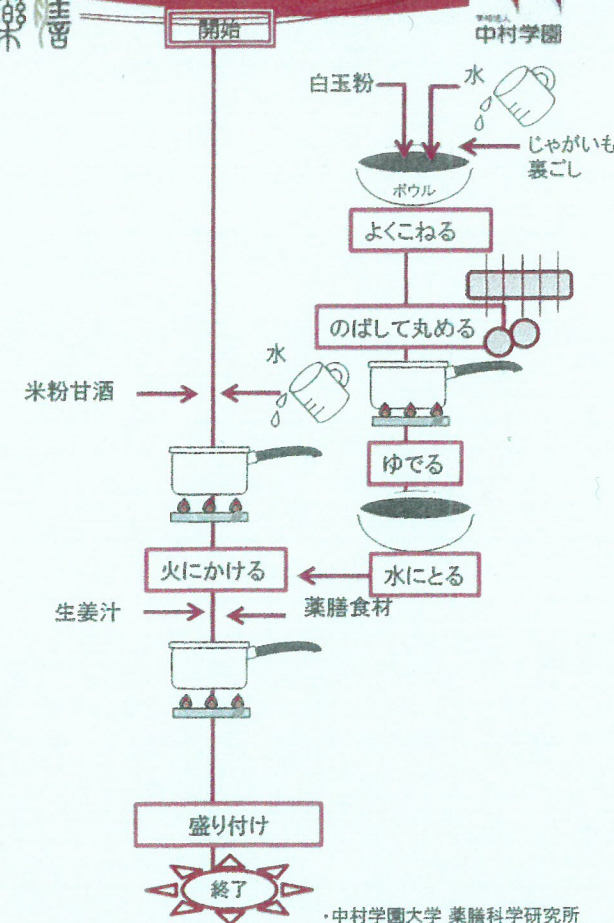 薬膳
開始
学校法人
中村学園
白玉粉
水
じゃがいも
裏ごし
ボウル
よくこねる
のばして丸める
水
米粉甘酒
ゆでる
火にかける
水にとる
生姜汁
薬膳食材
盛り付け
終了
・中村学園大学 薬膳科学研究所